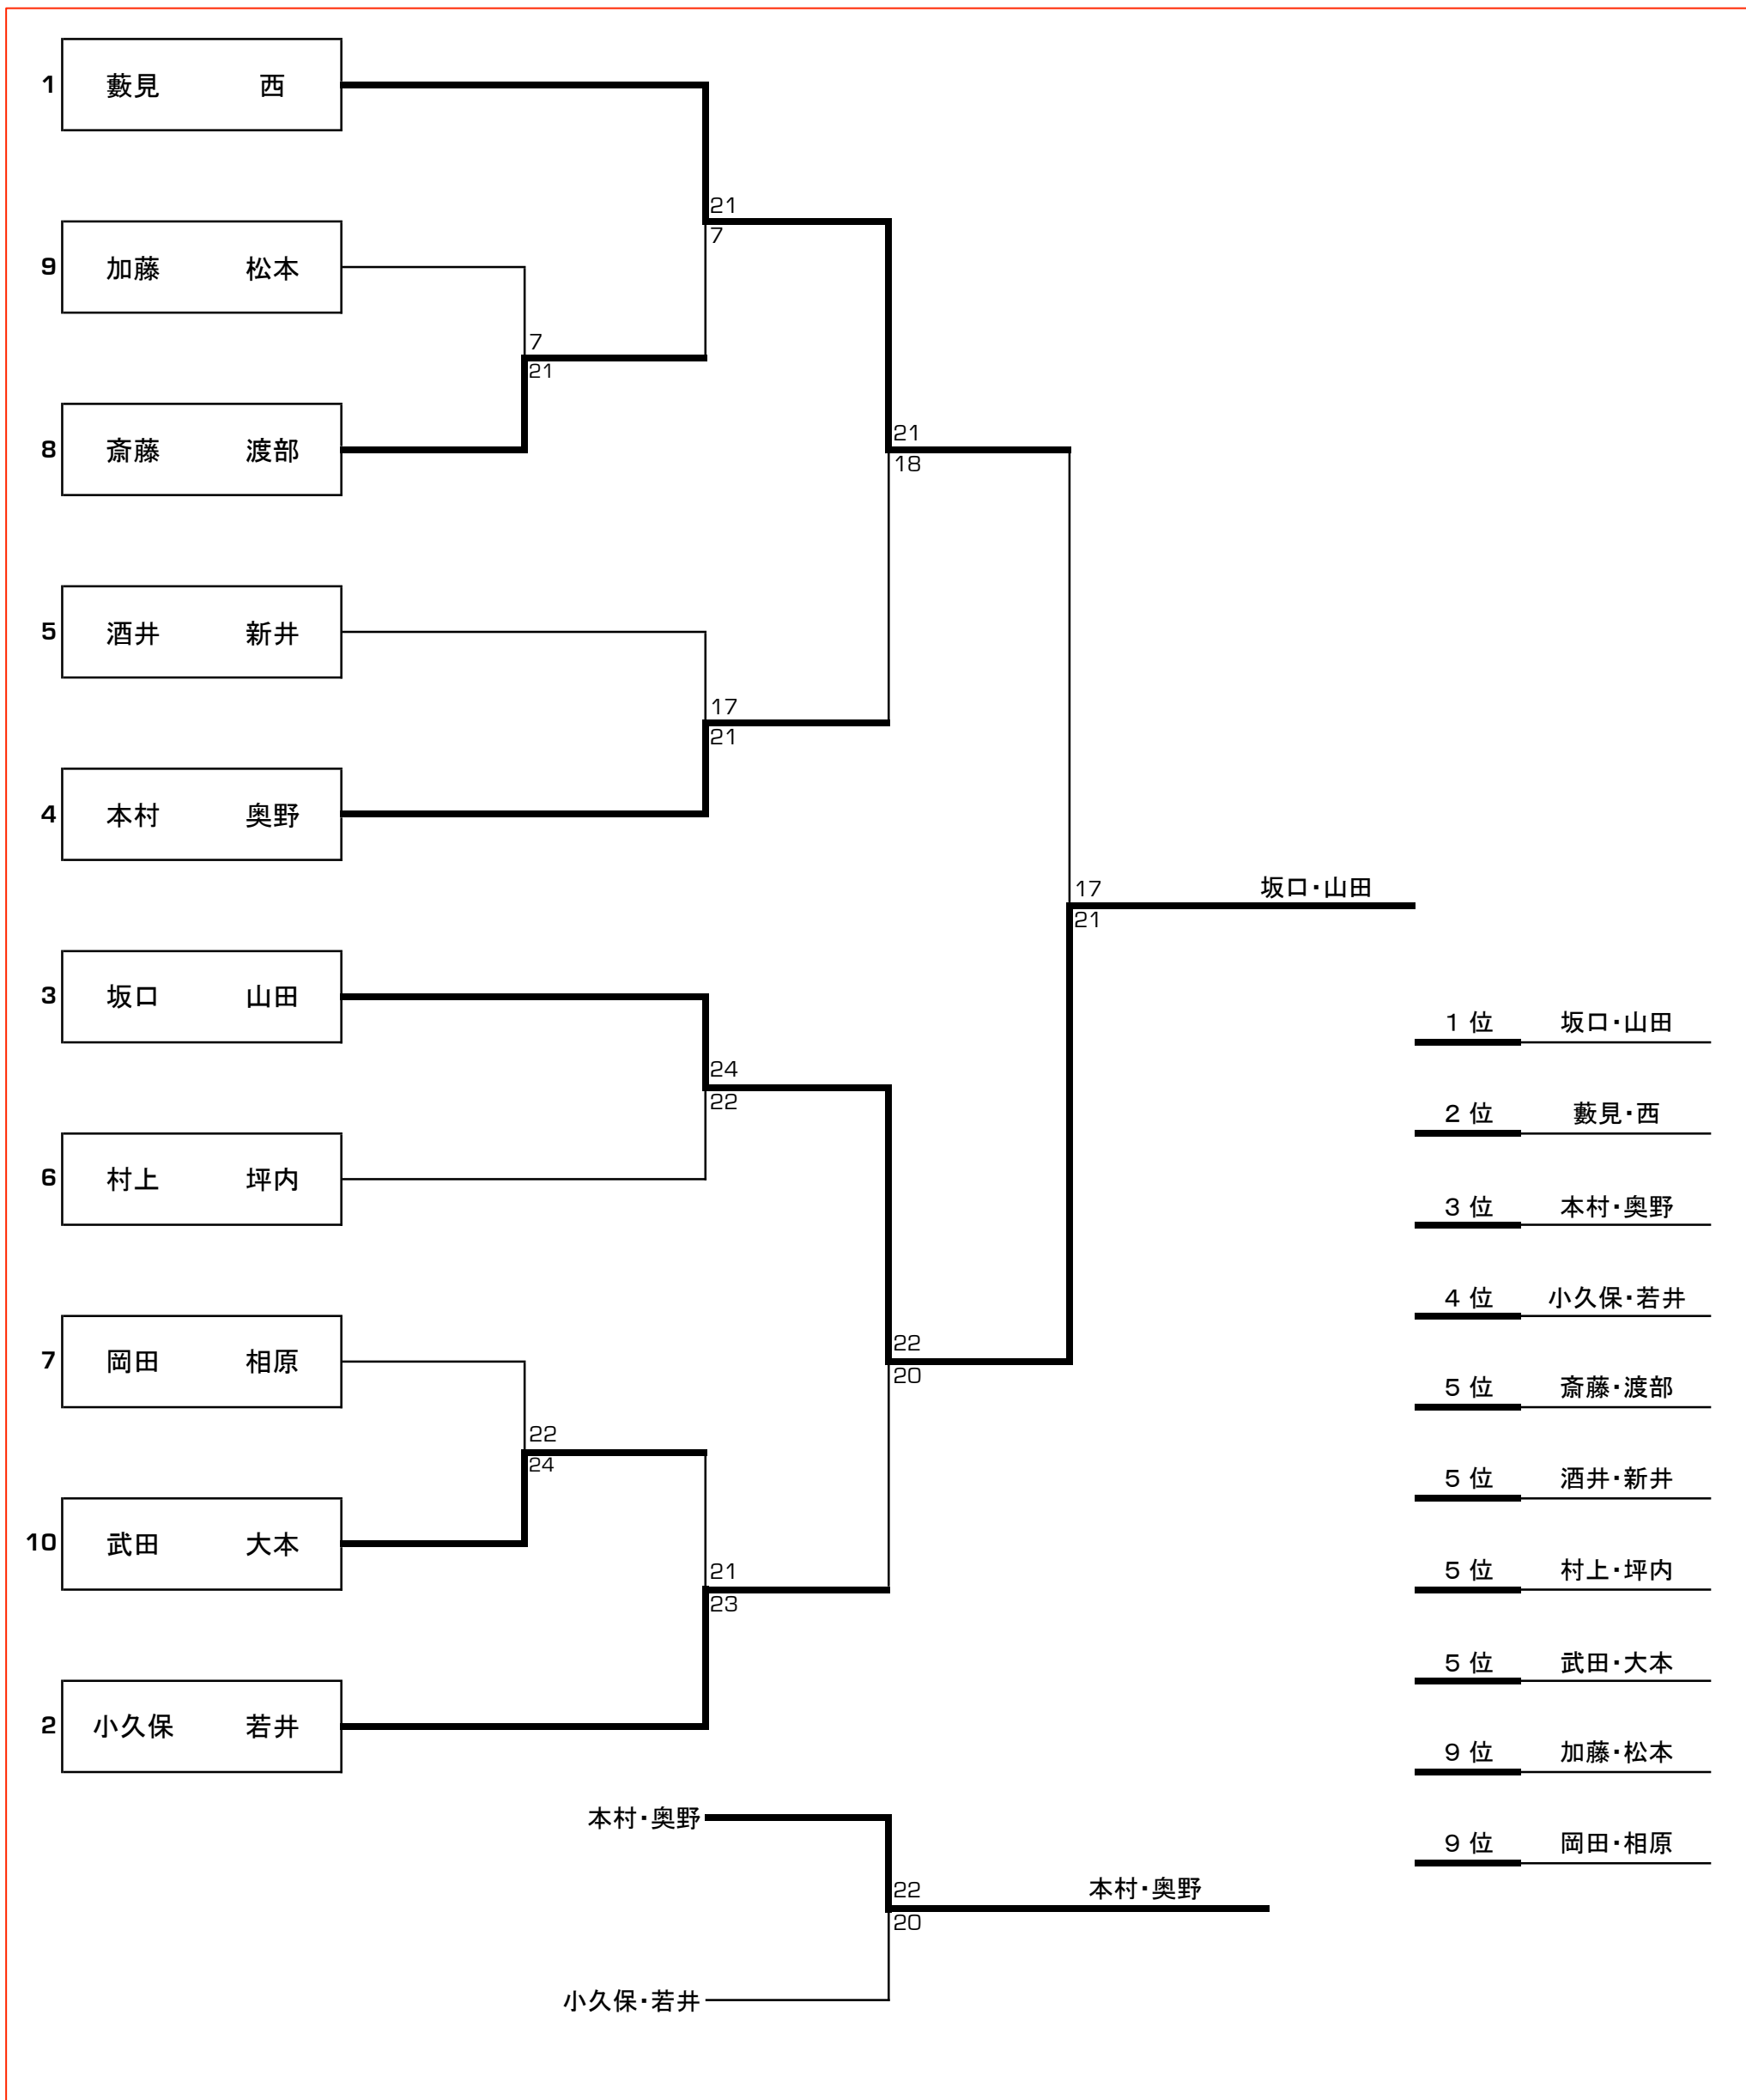 1 藪見 西
21
7
9 加藤 松本
7
21
8 斎藤 渡部
21
18
5 酒井 新井
17
21
4 本村 奥野
17
21
坂口・山田
3 坂口 山田
24
22
6 村上 坪内
22
20
7 岡田 相原
22
24
10 武田 大本
21
23
2 小久保 若井
本村・奥野
22
20
本村・奥野
小久保・若井
1 位 坂口・山田
2 位 藪見・西
3 位 本村・奥野
4 位 小久保・若井
5 位 斎藤・渡部
5 位 酒井・新井
5 位 村上・坪内
5 位 武田・大本
9 位 加藤・松本
9 位 岡田・相原